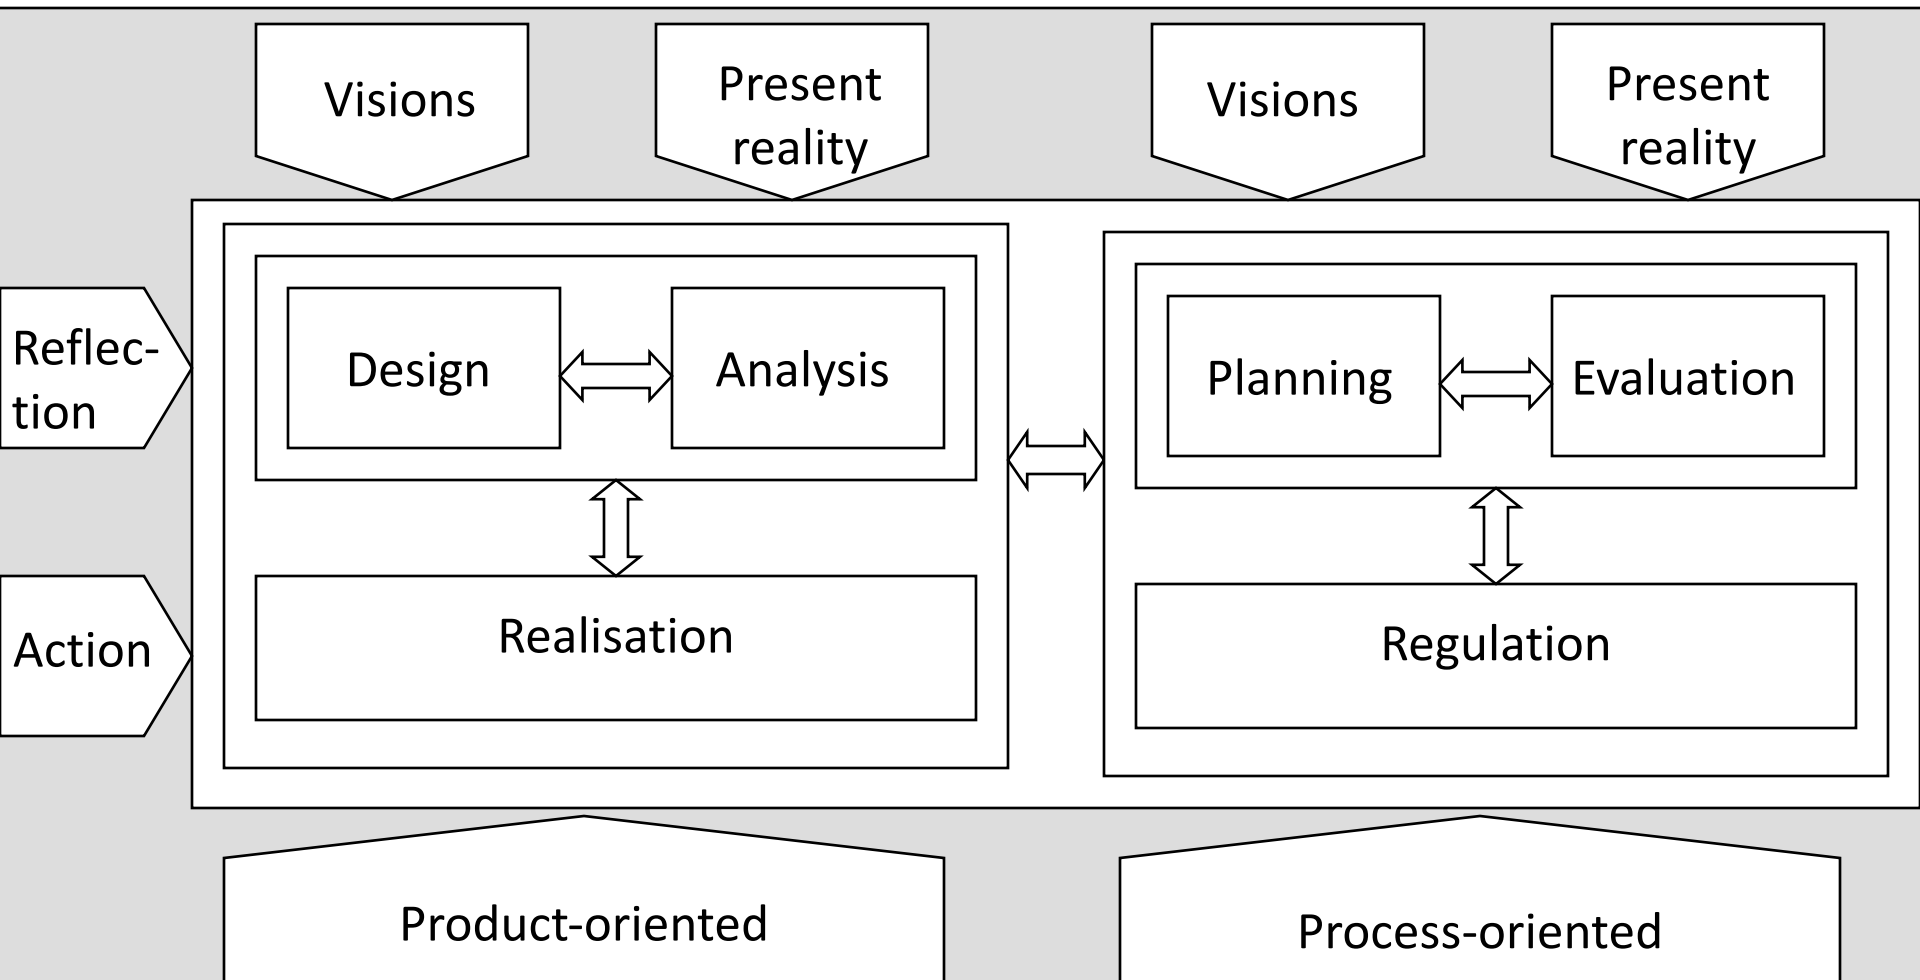 Visions
Present
reality
Visions
Present
reality
Reflec-
tion
Design
Analysis
Planning
Evaluation
Action
Realisation
Regulation
Product-oriented
Process-oriented